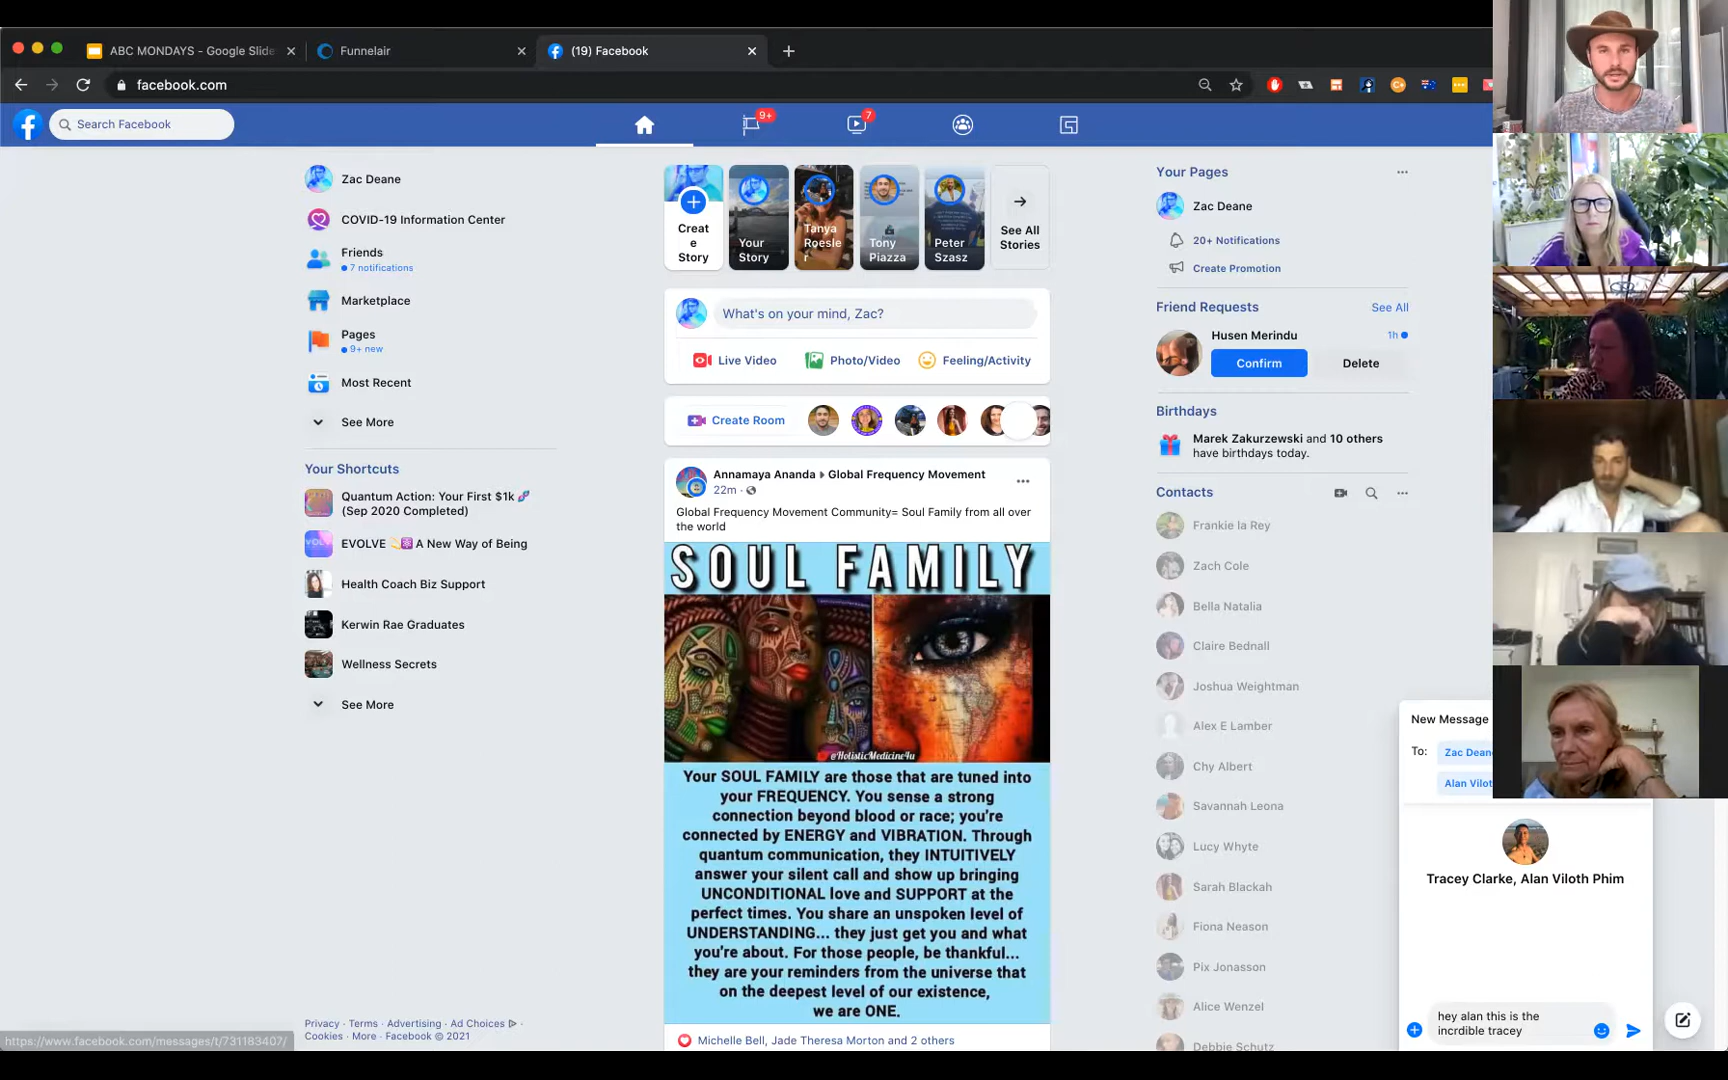 ABC MONDAYS - Google Slide
Funnelair
(19) Facebook
facebook.com
Search Facebook
9+
7
Zac Deane
COVID-19 Information Center
Friends
7 notifications
Marketplace
Pages
9+ new
Most Recent
See More
Your Shortcuts
Quantum Action: Your First $1k 🧬
(Sep 2020 Completed)
EVOLVE 💫⚛️ A New Way of Being
Health Coach Biz Support
Kerwin Rae Graduates
Wellness Secrets
See More
Privacy · Terms · Advertising · Ad Choices ·
Cookies · More · Facebook © 2021
https://www.facebook.com/messages/t/731183407/
Creat
e
Story
Your
Story
Tanya
Roesle
r
Tony
Piazza
Peter
Szasz
See All
Stories
What's on your mind, Zac?
Live Video
Photo/Video
Feeling/Activity
Create Room
Annamaya Ananda ▸ Global Frequency Movement
22m ·
Global Frequency Movement Community= Soul Family from all over
the world
SOUL FAMILY
@HolisticMedicine4u
Your SOUL FAMILY are those that are tuned into
your FREQUENCY. You sense a strong
connection beyond blood or race; you're
connected by ENERGY and VIBRATION. Through
quantum communication, they INTUITIVELY
answer your silent call and show up bringing
UNCONDITIONAL love and SUPPORT at the
perfect times. You share an unspoken level of
UNDERSTANDING... they just get you and what
you're about. For those people, be thankful...
they are your reminders from the universe that
on the deepest level of our existence,
we are ONE.
Michelle Bell, Jade Theresa Morton and 2 others
Your Pages
Zac Deane
20+ Notifications
Create Promotion
Friend Requests
See All
Husen Merindu
1h
Confirm
Delete
Birthdays
Marek Zakurzewski and 10 others
have birthdays today.
Contacts
Frankie la Rey
Zach Cole
Bella Natalia
Claire Bednall
Joshua Weightman
Alex E Lamber
Chy Albert
Savannah Leona
Lucy Whyte
Sarah Blackah
Fiona Neason
Pix Jonasson
Alice Wenzel
Debbie Schutz
New Message
To:
Zac Dean
Alan Vilot
Tracey Clarke, Alan Viloth Phim
hey alan this is the
incrdible tracey